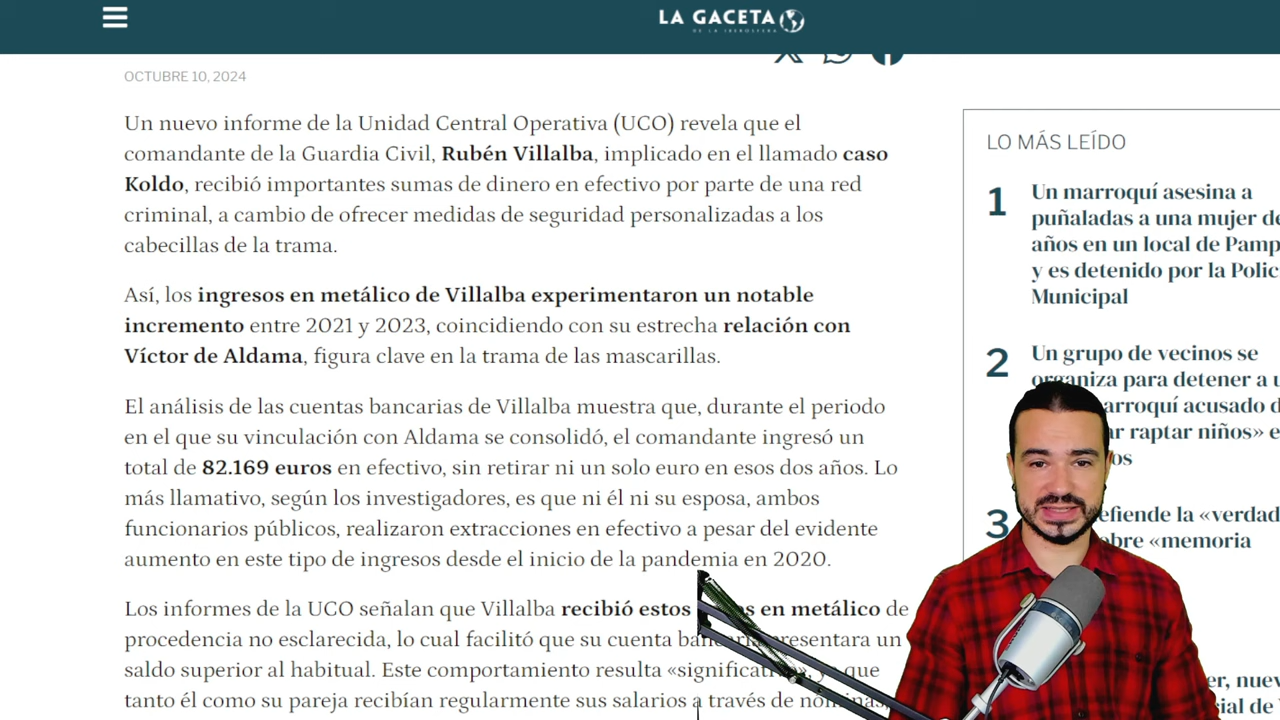 LA GACETA
DE LA IBEROSFERA
OCTUBRE 10, 2024
Un nuevo informe de la Unidad Central Operativa (UCO) revela que el
comandante de la Guardia Civil, Rubén Villalba, implicado en el llamado caso
Koldo, recibió importantes sumas de dinero en efectivo por parte de una red
criminal, a cambio de ofrecer medidas de seguridad personalizadas a los
cabecillas de la trama.
Así, los ingresos en metálico de Villalba experimentaron un notable
incremento entre 2021 y 2023, coincidiendo con su estrecha relación con
Víctor de Aldama, figura clave en la trama de las mascarillas.
El análisis de las cuentas bancarias de Villalba muestra que, durante el periodo
en el que su vinculación con Aldama se consolidó, el comandante ingresó un
total de 82.169 euros en efectivo, sin retirar ni un solo euro en esos dos años. Lo
más llamativo, según los investigadores, es que ni él ni su esposa, ambos
funcionarios públicos, realizaron extracciones en efectivo a pesar del evidente
aumento en este tipo de ingresos desde el inicio de la pandemia en 2020.
Los informes de la UCO señalan que Villalba recibió estos en metálico de
procedencia no esclarecida, lo cual facilitó que su cuenta presentara un
saldo superior al habitual. Este comportamiento resulta que
tanto él como su pareja recibían regularmente sus salarios a través de
LO MÁS LEÍDO
1 Un marroquí asesina a
puñaladas a una mujer de
años en un local de
y es detenido por la
Municipal
2 Un grupo de vecinos se
organiza para detener a
acusado
raptar niños»
3 la
«memoria